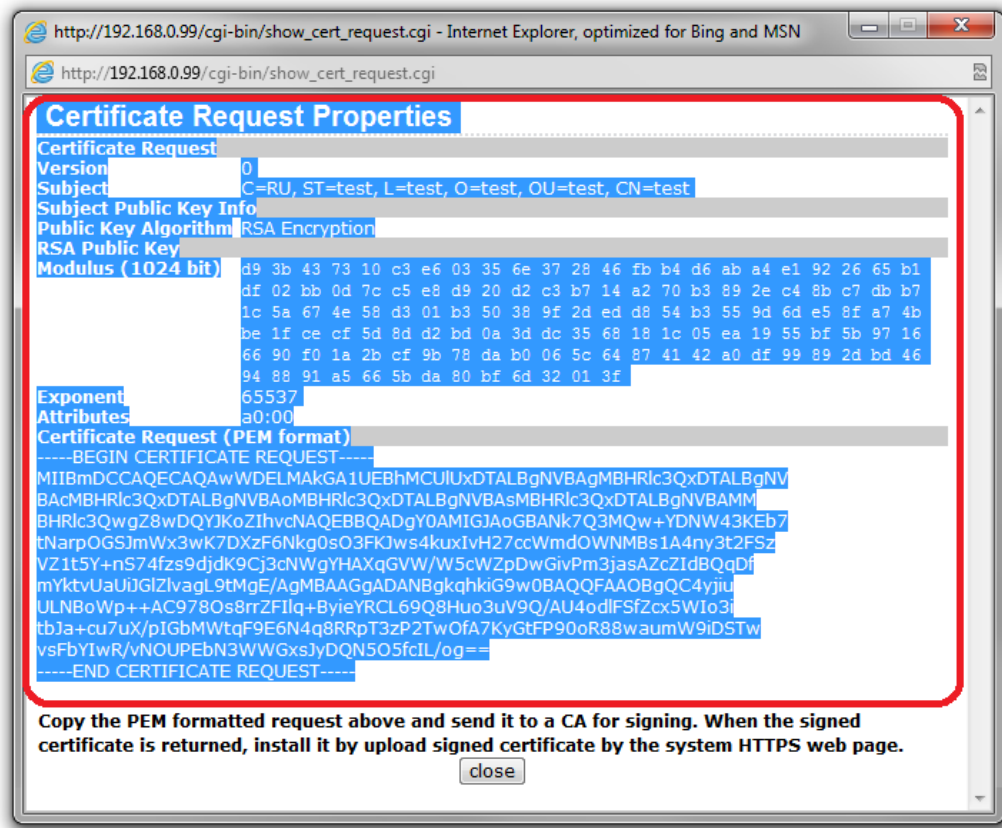 http://192.168.0.99/cgi-bin/show_cert_request.cgi - Internet Explorer, optimized for Bing and MSN
http://192.168.0.99/cgi-bin/show_cert_request.cgi
Certificate Request Properties
Certificate Request
Version 0
Subject C=RU, ST=test, L=test, O=test, OU=test, CN=test
Subject Public Key Info
Public Key Algorithm RSA Encryption
RSA Public Key
Modulus (1024 bit) d9 3b 43 73 10 c3 e6 03 35 6e 37 28 46 fb b4 d6 ab a4 e1 92 26 65 b1
df 02 bb 0d 7c c5 e8 d9 20 d2 c3 b7 14 a2 70 b3 89 2e c4 8b c7 db b7
1c 5a 67 4e 58 d3 01 b3 50 38 9f 2d ed d8 54 b3 55 9d 6d e5 8f a7 4b
be 1f ce cf 5d 8d d2 bd 0a 3d dc 35 68 18 1c 05 ea 19 55 bf 5b 97 16
66 90 f0 1a 2b cf 9b 78 da b0 06 5c 64 87 41 42 a0 df 99 89 2d bd 46
94 88 91 a5 66 5b da 80 bf 6d 32 01 3f
Exponent 65537
Attributes a0:00
Certificate Request (PEM format)
-----BEGIN CERTIFICATE REQUEST-----
MIIBmDCCAQECAQAwWDELMAkGA1UEBhMCUlUxDTALBgNVBAgMBHRlc3QxDTALBgNV
BAcMBHRlc3QxDTALBgNVBAoMBHRlc3QxDTALBgNVBAsMBHRlc3QxDTALBgNVBAMM
BHRlc3QwgZ8wDQYJKoZIhvcNAQEBBQADgY0AMIGJAoGBANk7Q3MQw+YDNW43KEb7
tNarpOGSJmWx3wK7DXzF6Nkg0sO3FKJws4kuxIvH27ccWmdOWNMBs1A4ny3t2FSz
VZ1t5Y+nS74fzs9djdK9Cj3cNWgYHAXqGVW/W5cWZpDwGivPm3jasAZcZIdBQqDf
mYktvUaUiJGlZlvagL9tMgE/AgMBAAGgADANBgkqhkiG9w0BAQQFAAOBgQC4yjiu
ULNBoWp++AC978Os8rrZFIlq+ByieYRCL69Q8Huo3uV9Q/AU4odlFSfZcx5WIo3i
tbJa+cu7uX/pIGbMWtqF9E6N4q8RRpT3zP2TwOfA7KyGtFP90oR88waumW9iDSTw
vsFbYIwR/vNOUPEbN3WWGxsJyDQN5O5fcIL/og==
-----END CERTIFICATE REQUEST-----
Copy the PEM formatted request above and send it to a CA for signing. When the signed
certificate is returned, install it by upload signed certificate by the system HTTPS web page.
close